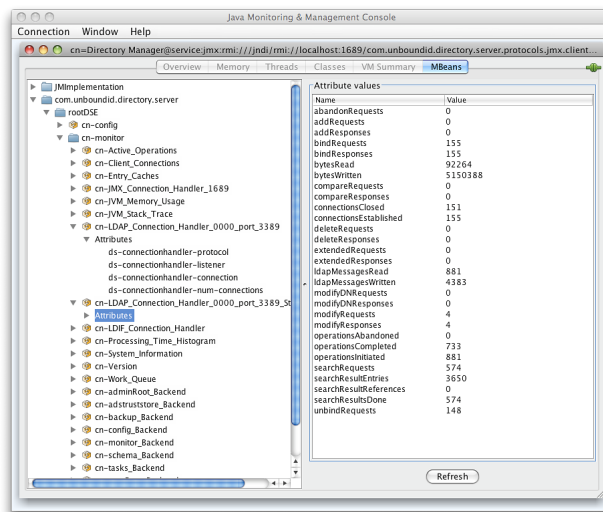 Java Monitoring & Management Console
Connection Window Help
cn=Directory Manager@service:jmx:rmi:///jndi/rmi://localhost:1689/com.unboundid.directory.server.protocols.jmx.client...
Overview Memory Threads Classes VM Summary MBeans
JMImplementation
com.unboundid.directory.server
rootDSE
cn-config
cn-monitor
cn-Active_Operations
cn-Client_Connections
cn-Entry_Caches
cn-JMX_Connection_Handler_1689
cn-JVM_Memory_Usage
cn-JVM_Stack_Trace
cn-LDAP_Connection_Handler_0000_port_3389
Attributes
ds-connectionhandler-protocol
ds-connectionhandler-listener
ds-connectionhandler-connection
ds-connectionhandler-num-connections
cn-LDAP_Connection_Handler_0000_port_3389_St
Attributes
cn-LDIF_Connection_Handler
cn-Processing_Time_Histogram
cn-System_Information
cn-Version
cn-Work_Queue
cn-adminRoot_Backend
cn-adstruststore_Backend
cn-backup_Backend
cn-config_Backend
cn-monitor_Backend
cn-schema_Backend
cn-tasks_Backend
Attribute values
Name Value
abandonRequests 0
addRequests 0
addResponses 0
bindRequests 155
bindResponses 155
bytesRead 92264
bytesWritten 5150388
compareRequests 0
compareResponses 0
connectionsClosed 151
connectionsEstablished 155
deleteRequests 0
deleteResponses 0
extendedRequests 0
extendedResponses 0
ldapMessagesRead 881
ldapMessagesWritten 4383
modifyDNRequests 0
modifyDNResponses 0
modifyRequests 4
modifyResponses 4
operationsAbandoned 0
operationsCompleted 733
operationsInitiated 881
searchRequests 574
searchResultEntries 3650
searchResultReferences 0
searchResultsDone 574
unbindRequests 148
Refresh